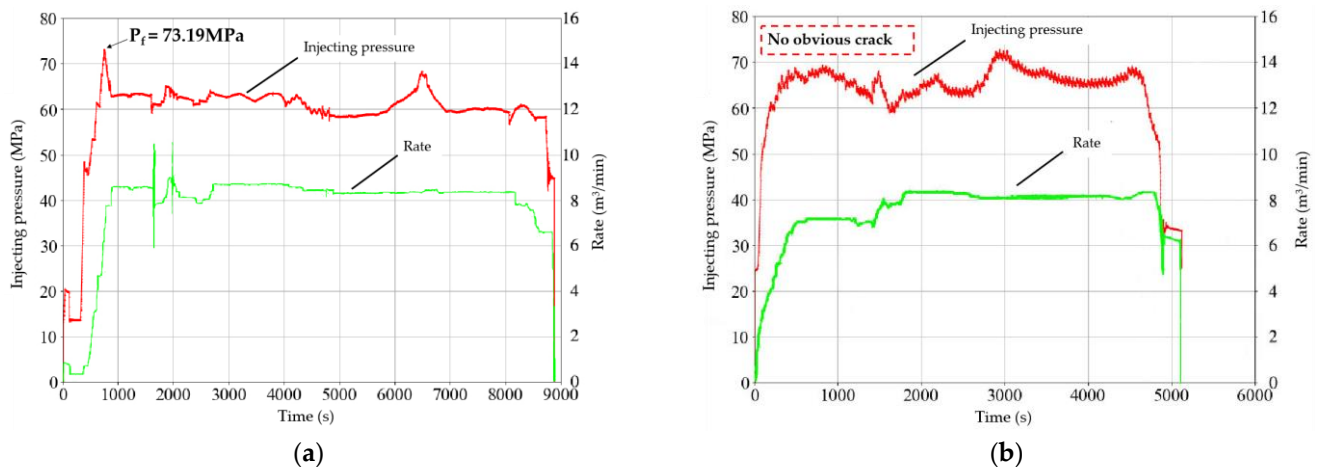 80
70
60
50
40
30
20
10
0
Injecting pressure (MPa)
P_f = 73.19MPa
Injecting pressure
Rate
16
14
12
10
8
6
4
2
0
Rate (m³/min)
0 1000 2000 3000 4000 5000 6000 7000 8000 9000
Time (s)
(a)
80
70
60
50
40
30
20
10
0
Injecting pressure (MPa)
No obvious crack
Injecting pressure
Rate
16
14
12
10
8
6
4
2
0
Rate (m³/min)
0 1000 2000 3000 4000 5000 6000
Time (s)
(b)